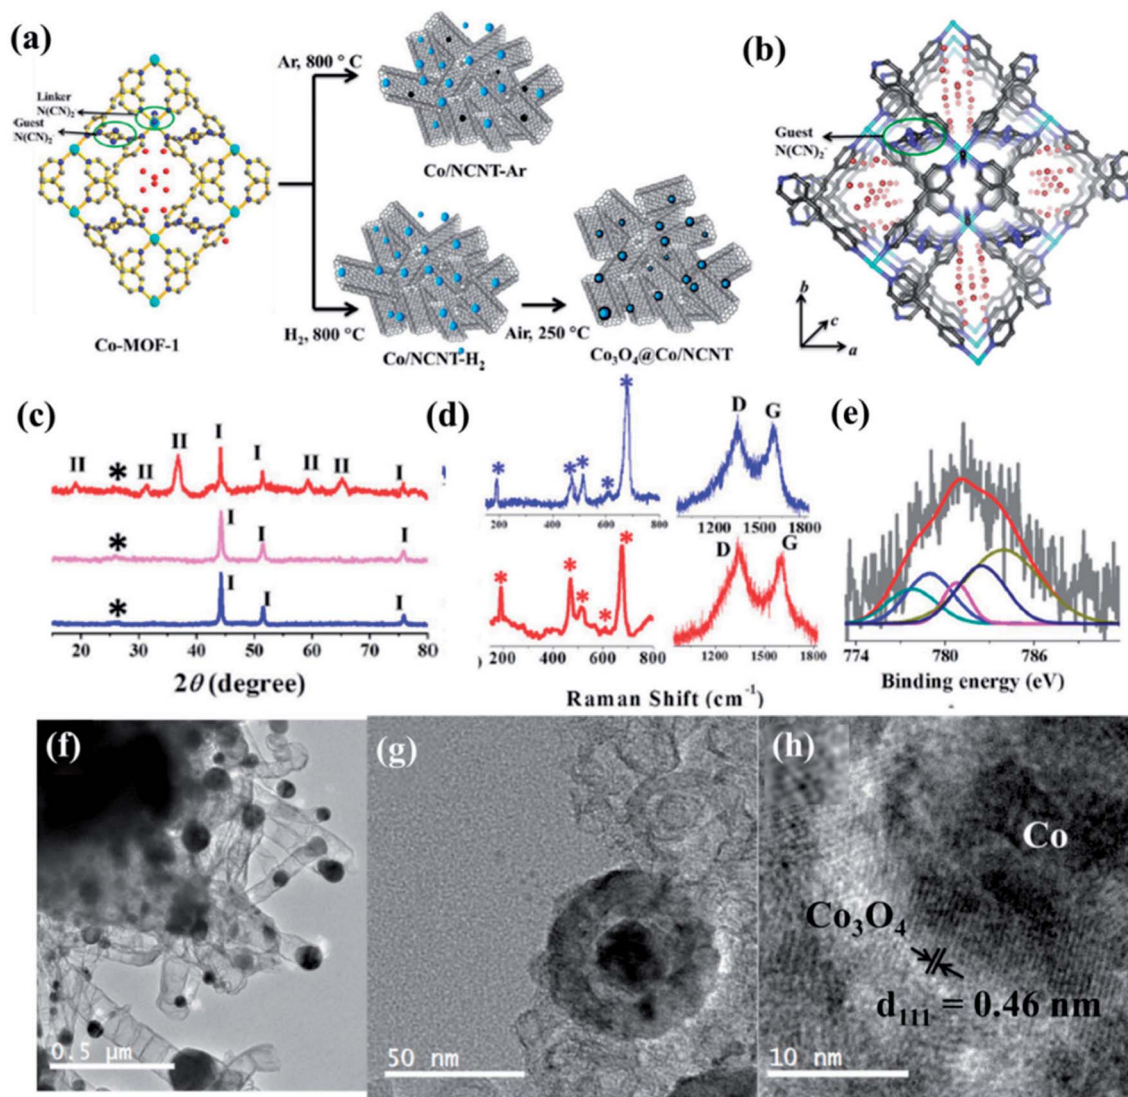 (a)
Linker
N(CN)₂⁻
Guest
N(CN)₂⁻
Co-MOF-1
Ar, 800 ° C
Co/NCNT-Ar
H₂, 800 °C
Co/NCNT-H₂
Air, 250 °C
Co₃O₄@Co/NCNT
(b)
Guest
N(CN)₂⁻
b
c
a
(c)
II * II II I I II II I
* I I I
* I I I
20 30 40 50 60 70 80
2θ (degree)
(d)
* * * * * D G
200 400 600 800 1200 1600 1800
* * * * * D G
200 400 600 800 1200 1600 1800
Raman Shift (cm⁻¹)
(e)
774 780 786
Binding energy (eV)
(f)
0.5 µm
(g)
50 nm
(h)
Co
Co₃O₄
d₁₁₁ = 0.46 nm
10 nm